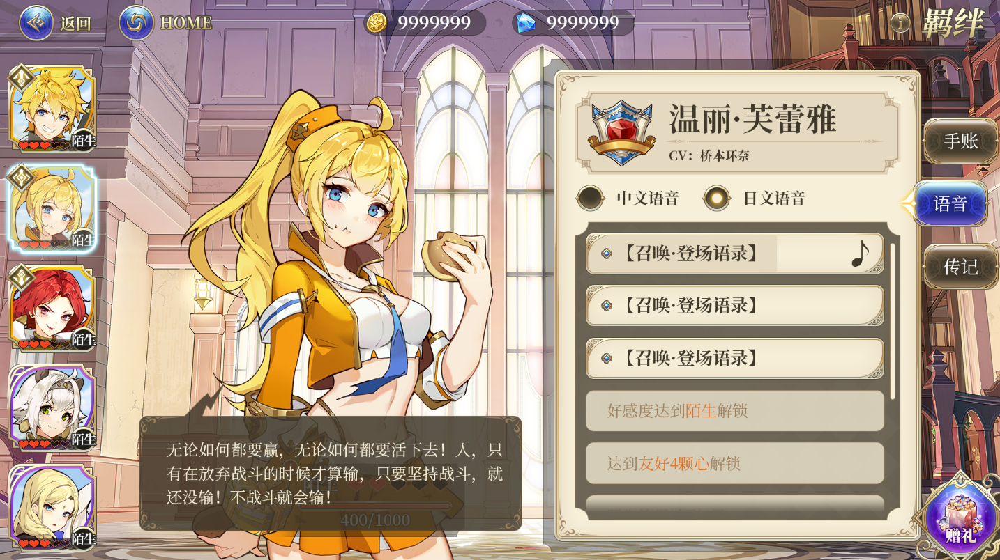 返回
HOME
9999999
9999999
i
羁绊
陌生
陌生
陌生
陌生
陌生
温丽·芙蕾雅
CV：桥本环奈
中文语音
日文语音
【召唤·登场语录】
【召唤·登场语录】
【召唤·登场语录】
好感度达到陌生解锁
达到友好4颗心解锁
手账
语音
传记
赠礼
无论如何都要赢，无论如何都要活下去！人，只
有在放弃战斗的时候才算输，只要坚持战斗，就
还没输！不战斗就会输！
陌生
400/1000